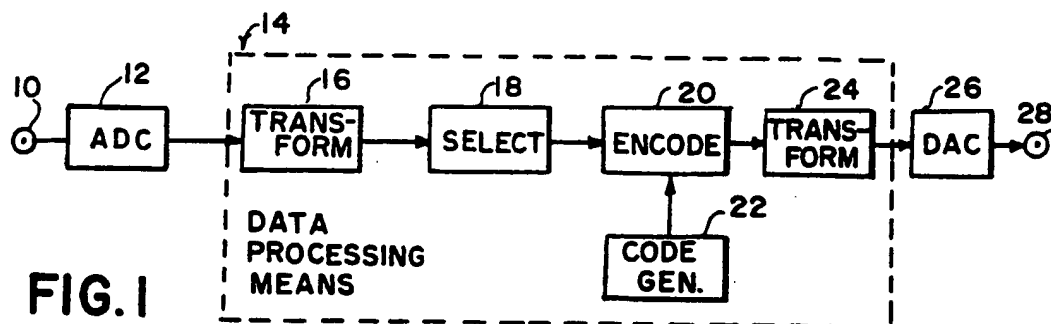 14
10
12
16
18
20
24
26
28
ADC
TRANS-
FORM
SELECT
ENCODE
TRANS-
FORM
DAC
22
DATA
PROCESSING
MEANS
CODE
GEN.
FIG. 1